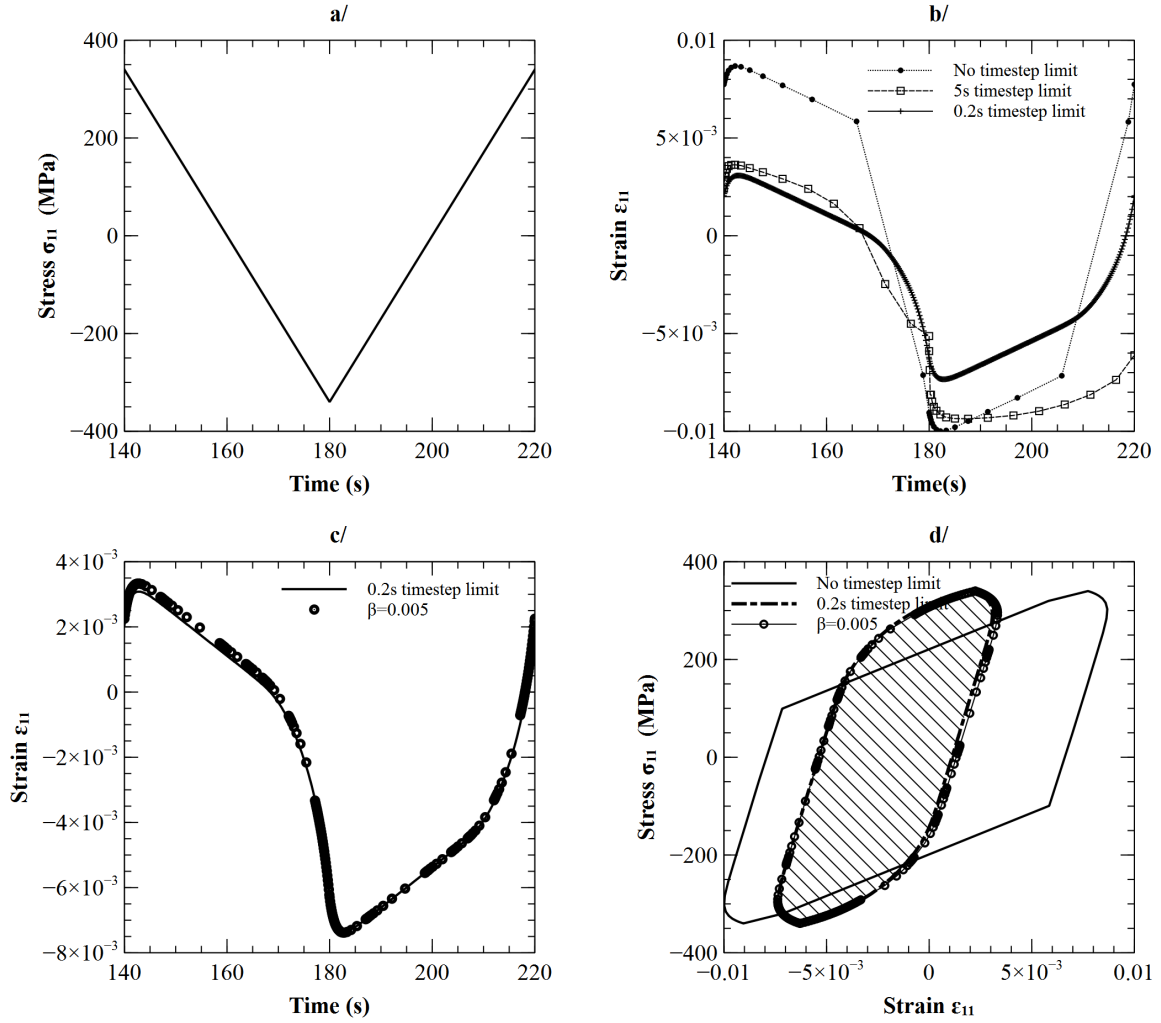 a/
400
200
0
−200
−400
Stress σ₁₁ (MPa)
140
160
180
200
220
Time (s)
b/
0.01
5×10⁻³
0
−5×10⁻³
−0.01
Strain ε₁₁
No timestep limit
5s timestep limit
0.2s timestep limit
140
160
180
200
220
Time(s)
c/
4×10⁻³
2×10⁻³
0
−2×10⁻³
−4×10⁻³
−6×10⁻³
−8×10⁻³
Strain ε₁₁
0.2s timestep limit
β=0.005
140
160
180
200
220
Time (s)
d/
400
200
0
−200
−400
Stress σ₁₁ (MPa)
No timestep limit
0.2s timestep limit
β=0.005
−0.01
−5×10⁻³
0
5×10⁻³
0.01
Strain ε₁₁